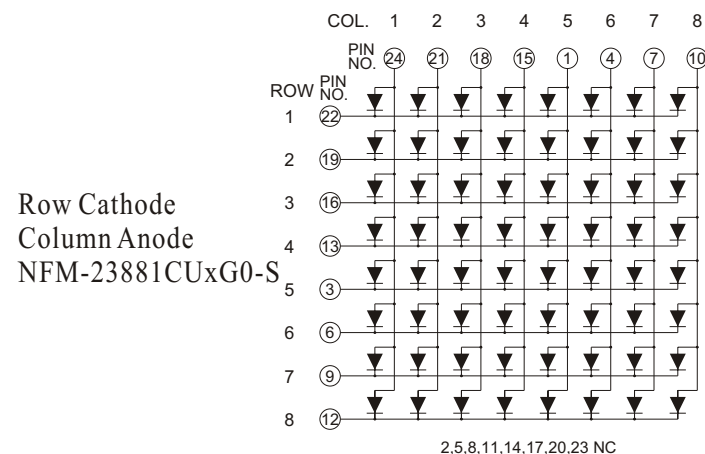 COL. 1 2 3 4 5 6 7 8
PIN NO. 24 21 18 15 1 4 7 10
ROW PIN NO.
1 22
2 19
3 16
4 13
5 3
6 6
7 9
8 12
Row Cathode
Column Anode
NFM-23881CUxG0-S
2,5,8,11,14,17,20,23 NC